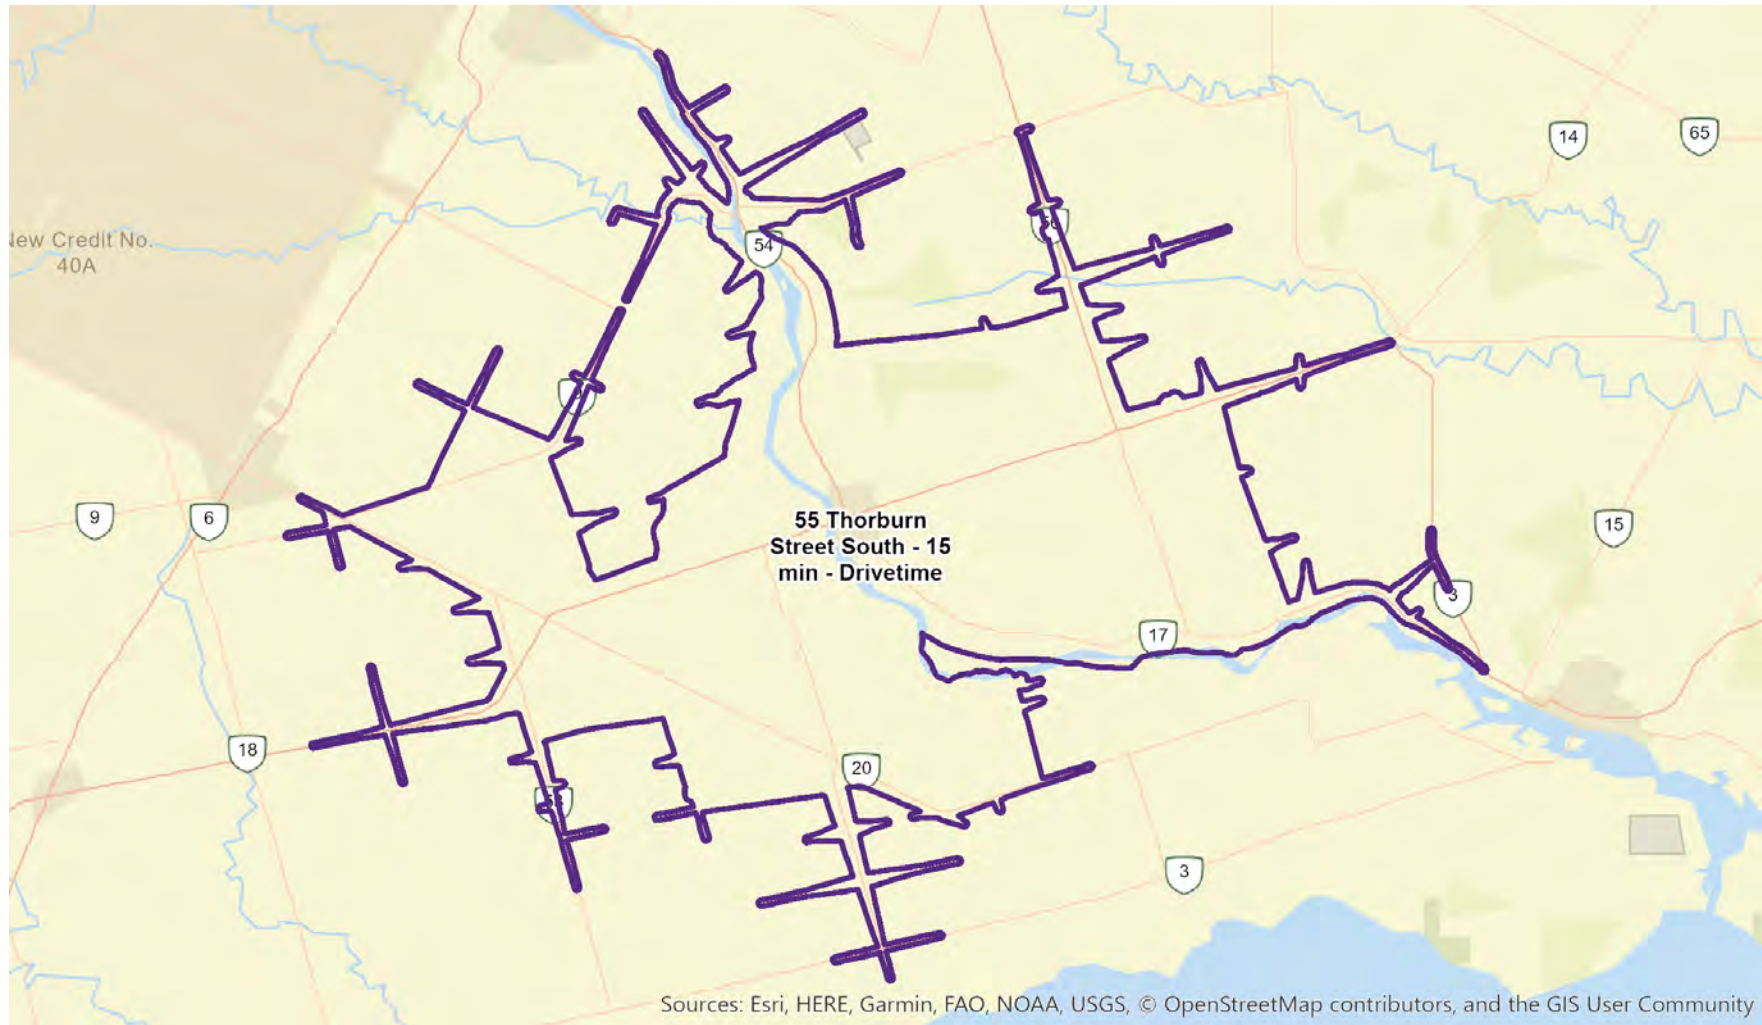 14
65
New Credit No.
40A
54
9
6
55 Thorburn
Street South - 15
min - Drivetime
15
3
17
18
20
3
Sources: Esri, HERE, Garmin, FAO, NOAA, USGS, © OpenStreetMap contributors, and the GIS User Community